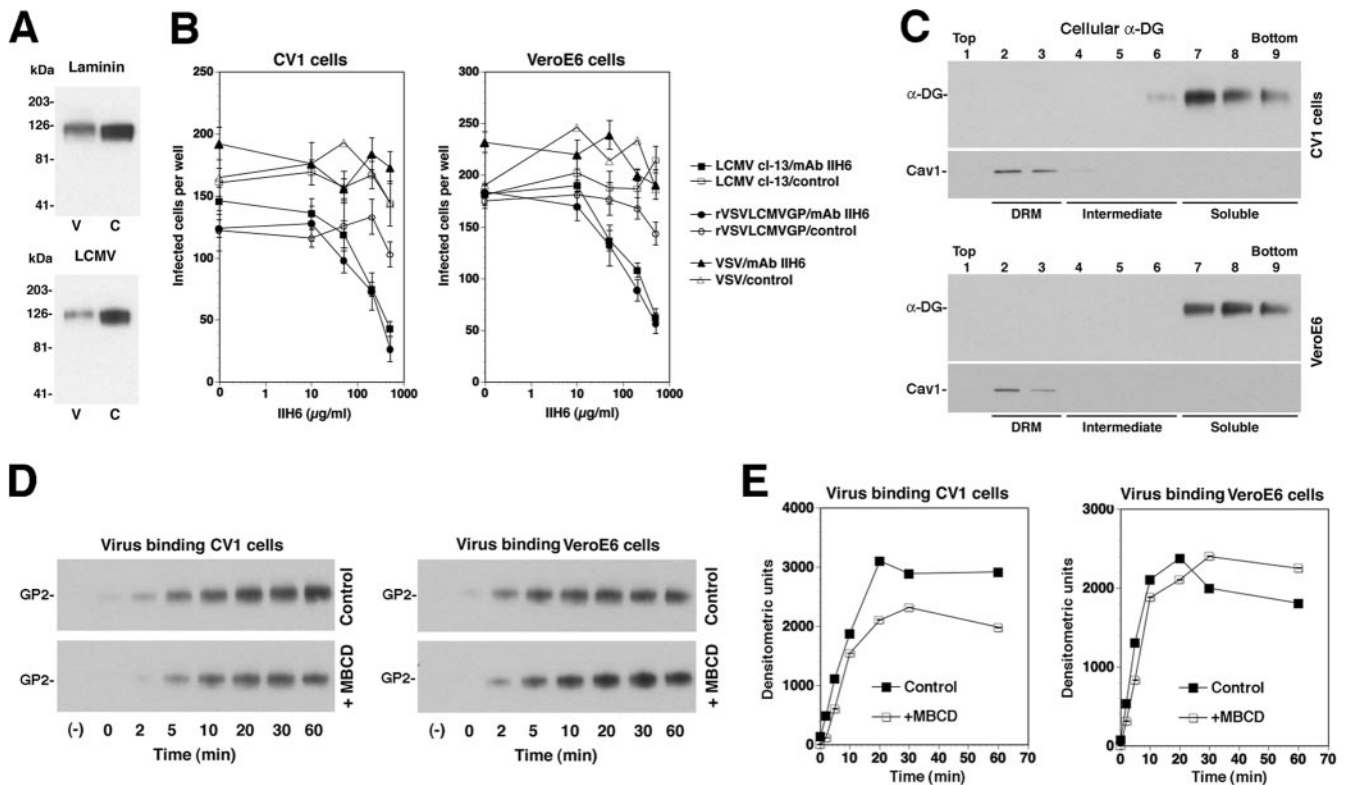 A
Laminin
kDa
203-
126-
81-
41-
V C
LCMV
kDa
203-
126-
81-
41-
V C
B
CV1 cells
Infected cells per well
250
200
150
100
50
0
0 1 10 100 1000
IIH6 (µg/ml)
VeroE6 cells
Infected cells per well
300
250
200
150
100
50
0
0 1 10 100 1000
IIH6 (µg/ml)
LCMV cl-13/mAb IIH6
LCMV cl-13/control
rVSVLCMVGP/mAb IIH6
rVSVLCMVGP/control
VSV/mAb IIH6
VSV/control
C
Cellular α-DG
Top Bottom
1 2 3 4 5 6 7 8 9
α-DG-
Cav1-
CV1 cells
DRM Intermediate Soluble
Top Bottom
1 2 3 4 5 6 7 8 9
α-DG-
Cav1-
VeroE6
DRM Intermediate Soluble
D
Virus binding CV1 cells
GP2-
Control
GP2-
+ MBCD
(-) 0 2 5 10 20 30 60
Time (min)
Virus binding VeroE6 cells
GP2-
Control
GP2-
+ MBCD
(-) 0 2 5 10 20 30 60
Time (min)
E
Virus binding CV1 cells
Densitometric units
4000
3000
2000
1000
0
Control
+MBCD
0 10 20 30 40 50 60 70
Time (min)
Virus binding VeroE6 cells
Densitometric units
3000
2000
1000
0
Control
+MBCD
0 10 20 30 40 50 60 70
Time (min)